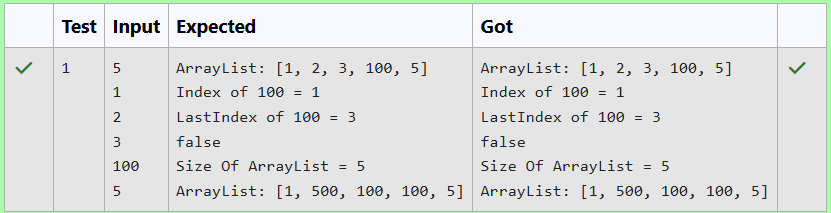 Test Input Expected Got
1 5 ArrayList: [1, 2, 3, 100, 5] ArrayList: [1, 2, 3, 100, 5]
1 Index of 100 = 1 Index of 100 = 1
2 LastIndex of 100 = 3 LastIndex of 100 = 3
3 false false
100 Size Of ArrayList = 5 Size Of ArrayList = 5
5 ArrayList: [1, 500, 100, 100, 5] ArrayList: [1, 500, 100, 100, 5]